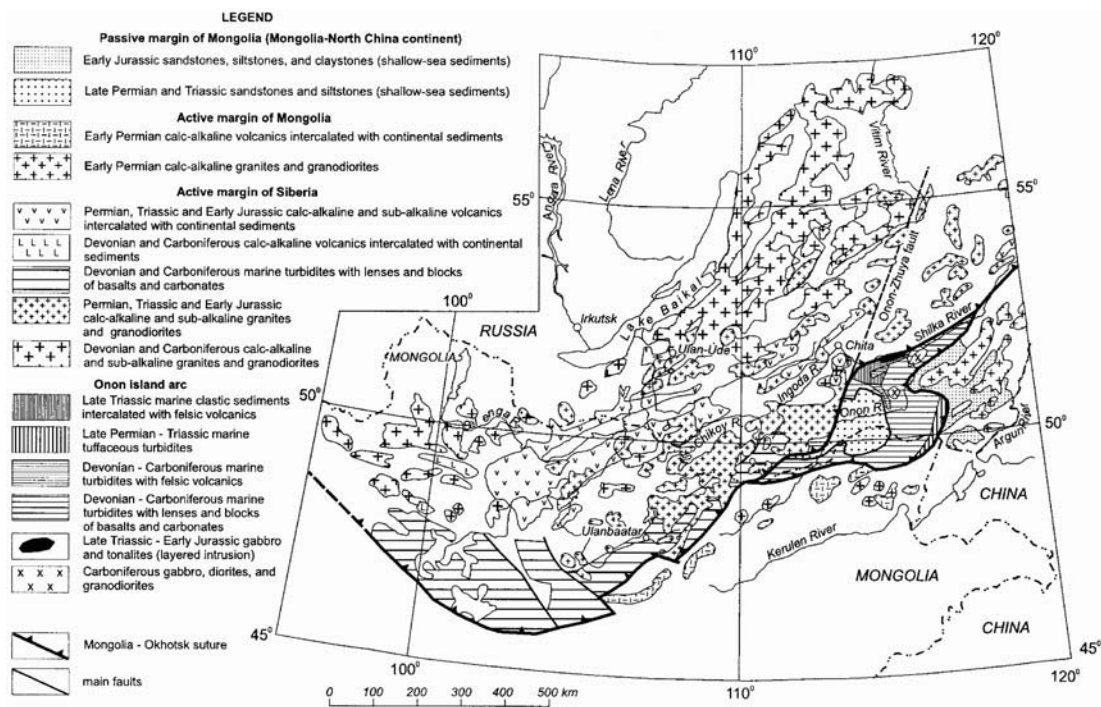 LEGEND
Passive margin of Mongolia (Mongolia-North China continent)
Early Jurassic sandstones, siltstones, and claystones (shallow-sea sediments)
Late Permian and Triassic sandstones and siltstones (shallow-sea sediments)
Active margin of Mongolia
Early Permian calc-alkaline volcanics intercalated with continental sediments
Early Permian calc-alkaline granites and granodiorites
Active margin of Siberia
Permian, Triassic and Early Jurassic calc-alkaline and sub-alkaline volcanics
intercalated with continental sediments
Devonian and Carboniferous calc-alkaline volcanics intercalated with continental
sediments
Devonian and Carboniferous marine turbidites with lenses and blocks
of basalts and carbonates
Permian, Triassic and Early Jurassic
calc-alkaline and sub-alkaline granites
and granodiorites
Devonian and Carboniferous calc-alkaline
and sub-alkaline granites and granodiorites
Onon island arc
Late Triassic marine clastic sediments
intercalated with felsic volcanics
Late Permian - Triassic marine
tuffaceous turbidites
Devonian - Carboniferous marine
turbidites with felsic volcanics
Devonian - Carboniferous marine
turbidites with lenses and blocks
of basalts and carbonates
Late Triassic - Early Jurassic gabbro
and tonalites (layered intrusion)
Carboniferous gabbro, diorites, and
granodiorites
Mongolia - Okhotsk suture
main faults
110°
120°
55°
55°
100°
50°
50°
45°
45°
100°
110°
120°
Angara River
Lena River
Vitim River
Onon-Zhuya fault
Lake Baikal
Irkutsk
RUSSIA
MONGOLIA
Ulan-Ude
Chita
Shilka River
Ingoda R.
Onon R.
Chikoy R.
Argun River
CHINA
Ulanbaatar
Kerulen River
MONGOLIA
CHINA
0 100 200 300 400 500 km